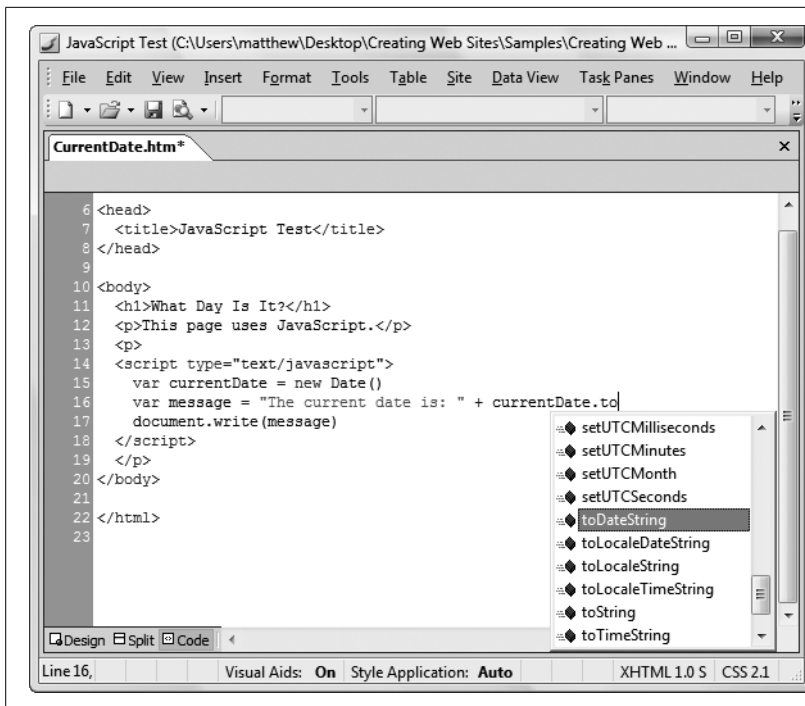 JavaScript Test (C:\Users\matthew\Desktop\Creating Web Sites\Samples\Creating Web ...
File Edit View Insert Format Tools Table Site Data View Task Panes Window Help
CurrentDate.htm*
6 <head>
7 <title>JavaScript Test</title>
8 </head>
9
10 <body>
11 <h1>What Day Is It?</h1>
12 <p>This page uses JavaScript.</p>
13 <p>
14 <script type="text/javascript">
15 var currentDate = new Date()
16 var message = "The current date is: " + currentDate.to
17 document.write(message)
18 </script>
19 </p>
20 </body>
21
22 </html>
23
setUTCMilliseconds
setUTCMinutes
setUTCMonth
setUTCSeconds
toDateString
toLocaleDateString
toLocaleString
toLocaleTimeString
toString
toTimeString
Design Split Code
Line 16, Visual Aids: On Style Application: Auto XHTML 1.0 S CSS 2.1